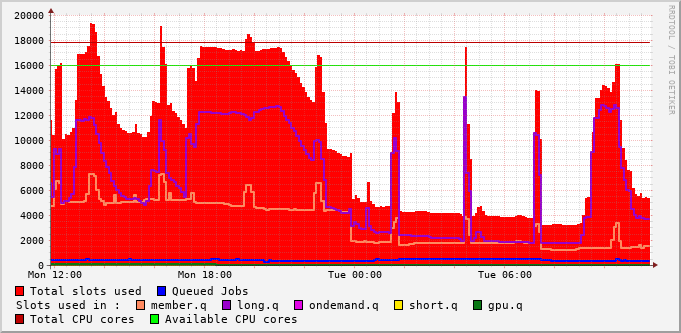 20000
18000
16000
14000
12000
10000
8000
6000
4000
2000
0
Mon 12:00 Mon 18:00 Tue 00:00 Tue 06:00
Total slots used Queued Jobs
Slots used in : member.q long.q ondemand.q short.q gpu.q
Total CPU cores Available CPU cores
RRDTOOL / TOBI OETIKER